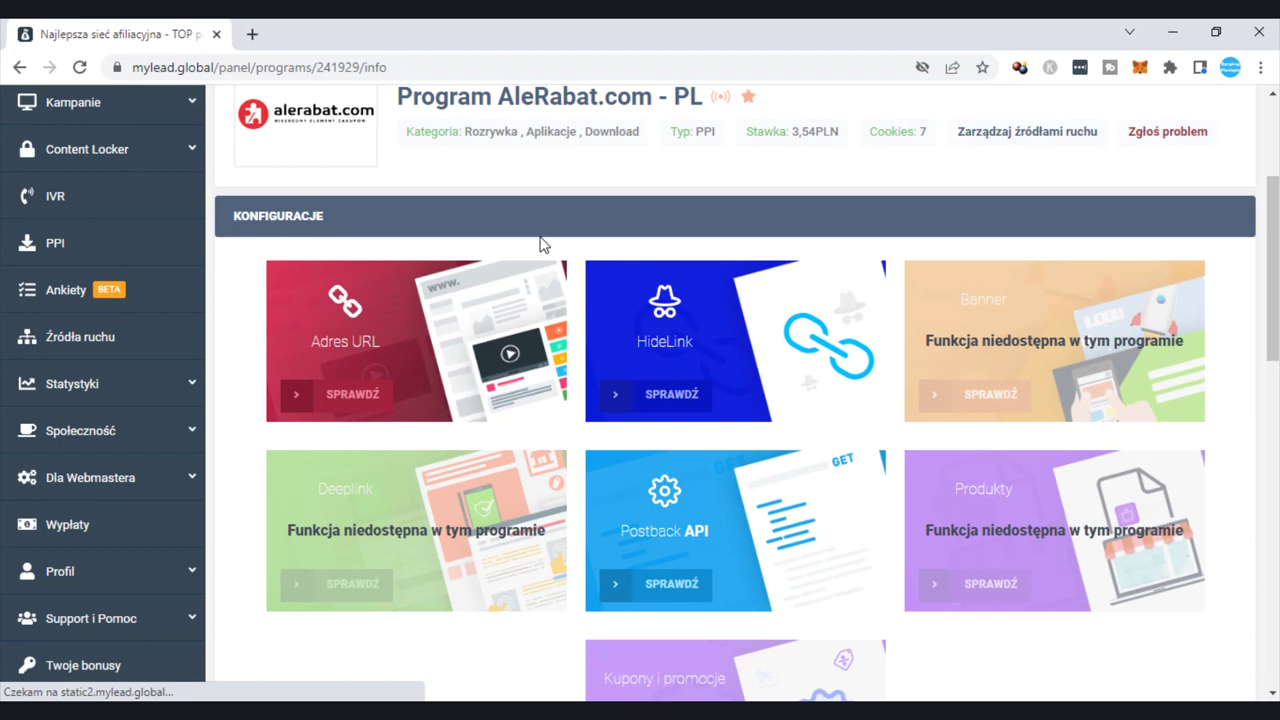 Najlepsza sieć afiliacyjna - TOP p
mylead.global/panel/programs/241929/info
Kampanie
Content Locker
IVR
PPI
Ankiety BETA
Źródła ruchu
Statystyki
Społeczność
Dla Webmastera
Wypłaty
Profil
Support i Pomoc
Twoje bonusy
Czekam na static2.mylead.global...
alerabat.com
NIEZBĘDNY ELEMENT ZAKUPÓW
Program AleRabat.com - PL
Kategoria: Rozrywka , Aplikacje , Download
Typ: PPI
Stawka: 3,54PLN
Cookies: 7
Zarządzaj źródłami ruchu
Zgłoś problem
KONFIGURACJE
Adres URL
SPRAWDŹ
www.
HideLink
SPRAWDŹ
Banner
Funkcja niedostępna w tym programie
SPRAWDŹ
Deeplink
Funkcja niedostępna w tym programie
SPRAWDŹ
Postback API
SPRAWDŹ
GET
Produkty
Funkcja niedostępna w tym programie
SPRAWDŹ
Kupony i promocje